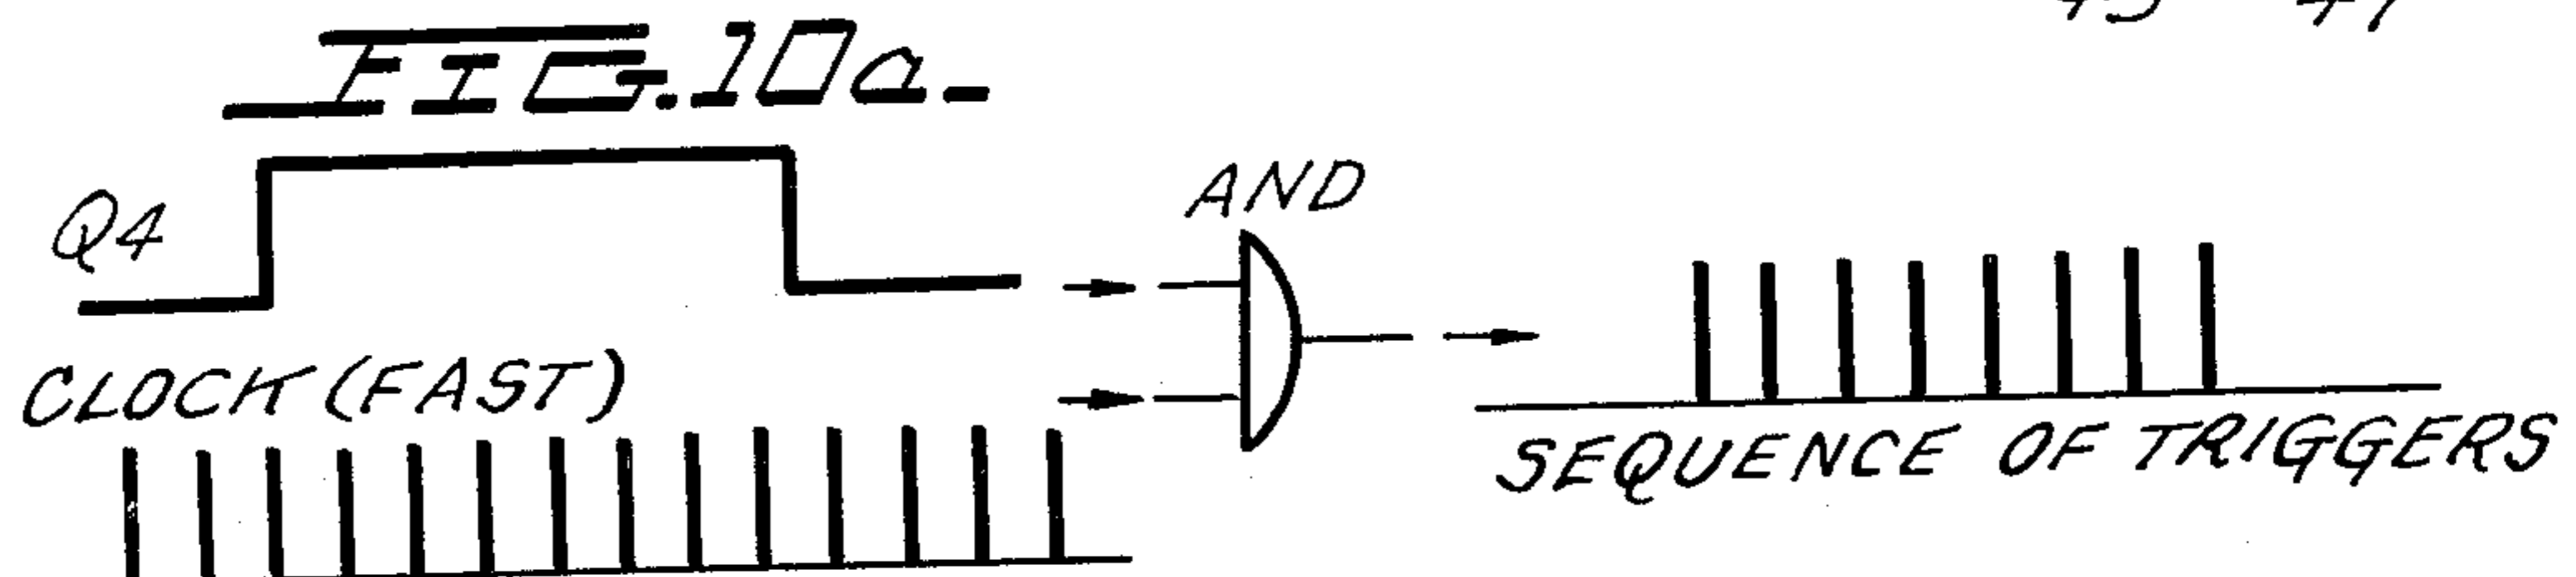 FIG. 10a.
Q4
AND
CLOCK (FAST)
SEQUENCE OF TRIGGERS